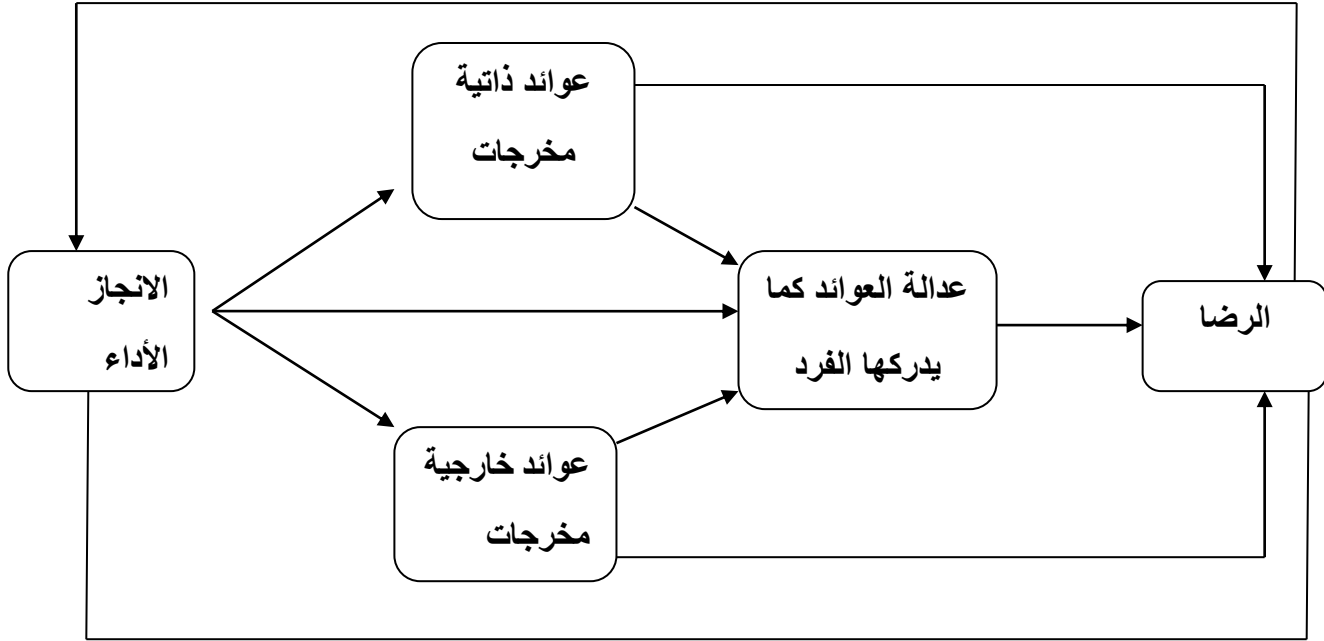 عوائد ذاتية
مخرجات
الانجاز
الأداء
عدالة العوائد كما
يدركها الفرد
الرضا
عوائد خارجية
مخرجات